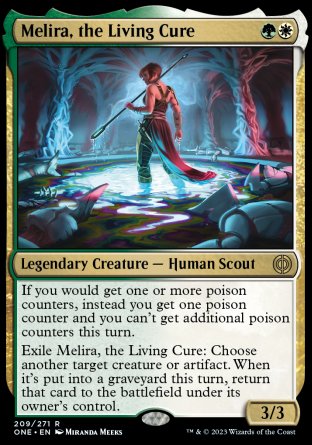 Melira, the Living Cure
Legendary Creature — Human Scout
If you would get one or more poison
counters, instead you get one poison
counter and you can't get additional poison
counters this turn.
Exile Melira, the Living Cure: Choose
another target creature or artifact. When
it's put into a graveyard this turn, return
that card to the battlefield under its
owner's control.
3/3
209/271 R
ONE • EN Miranda Meeks
™ & © 2023 Wizards of the Coast